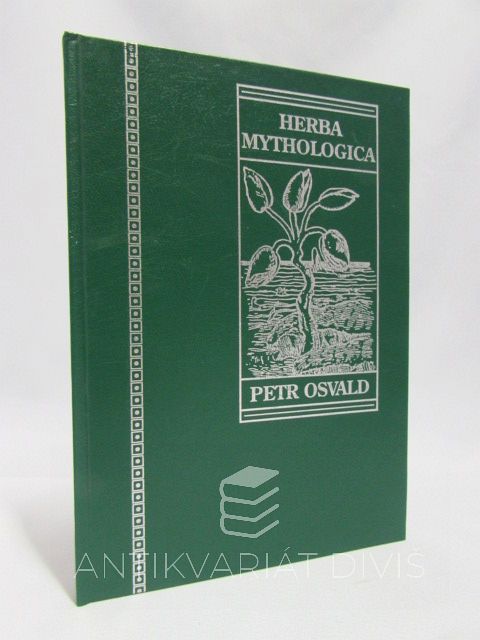 HERBA
MYTHOLOGICA
PETR OSVALD
ANTIKVARIÁT DIVIŠ